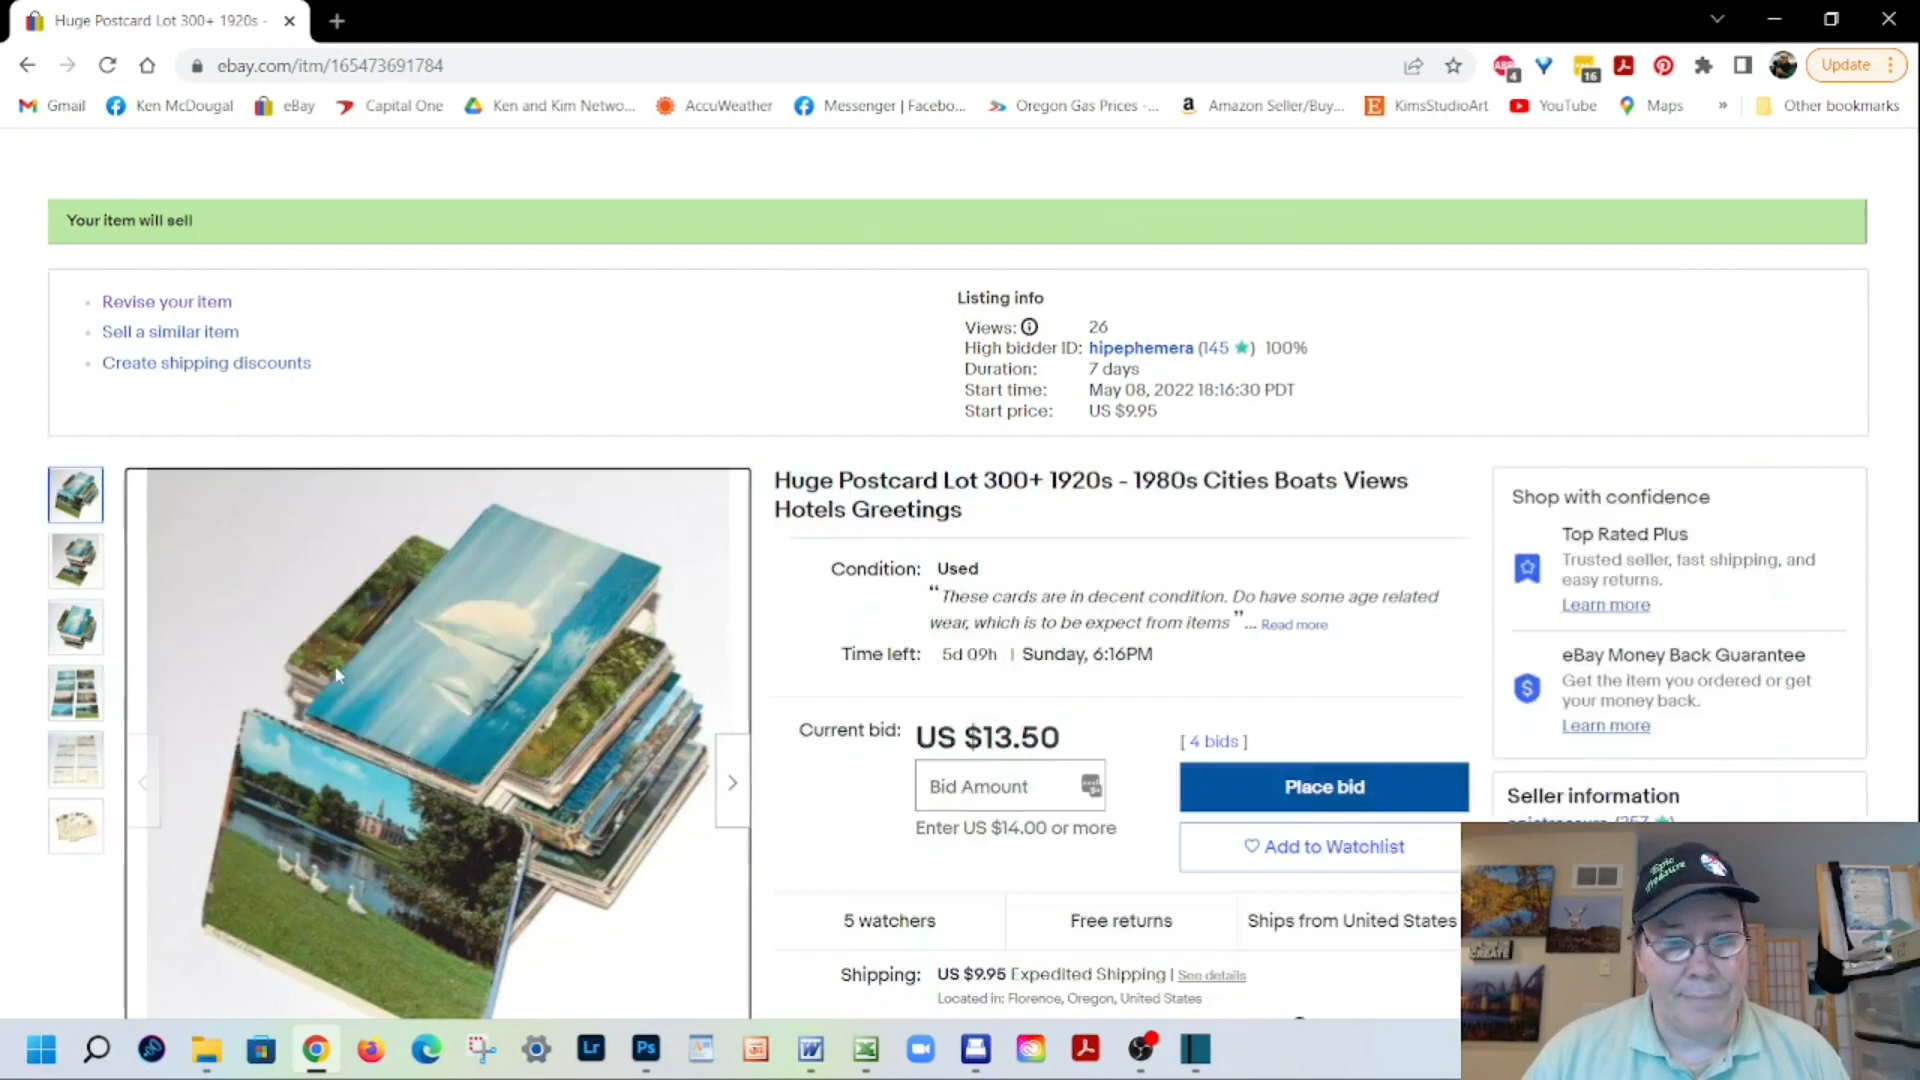 Huge Postcard Lot 300+ 1920s -
ebay.com/itm/165473691784
4
16
Update
Gmail
Ken McDougal
eBay
Capital One
Ken and Kim Netwo...
AccuWeather
Messenger | Facebo...
Oregon Gas Prices -...
Amazon Seller/Buy...
KimsStudioArt
YouTube
Maps
»
Other bookmarks
Your item will sell
Revise your item
Sell a similar item
Create shipping discounts
Listing info
Views: 26
High bidder ID: hipephemera (145 ★) 100%
Duration: 7 days
Start time: May 08, 2022 18:16:30 PDT
Start price: US $9.95
Huge Postcard Lot 300+ 1920s - 1980s Cities Boats Views
Hotels Greetings
Condition: Used
“These cards are in decent condition. Do have some age related
wear, which is to be expect from items ”... Read more
Time left: 5d 09h | Sunday, 6:16PM
Current bid: US $13.50
[ 4 bids ]
Bid Amount
Place bid
Enter US $14.00 or more
Add to Watchlist
5 watchers
Free returns
Ships from United States
Shipping: US $9.95 Expedited Shipping | See details
Located in: Florence, Oregon, United States
Shop with confidence
Top Rated Plus
Trusted seller, fast shipping, and
easy returns.
Learn more
eBay Money Back Guarantee
Get the item you ordered or get
your money back.
Learn more
Seller information
Epic
Treasure
CREATE
Lr
Ps